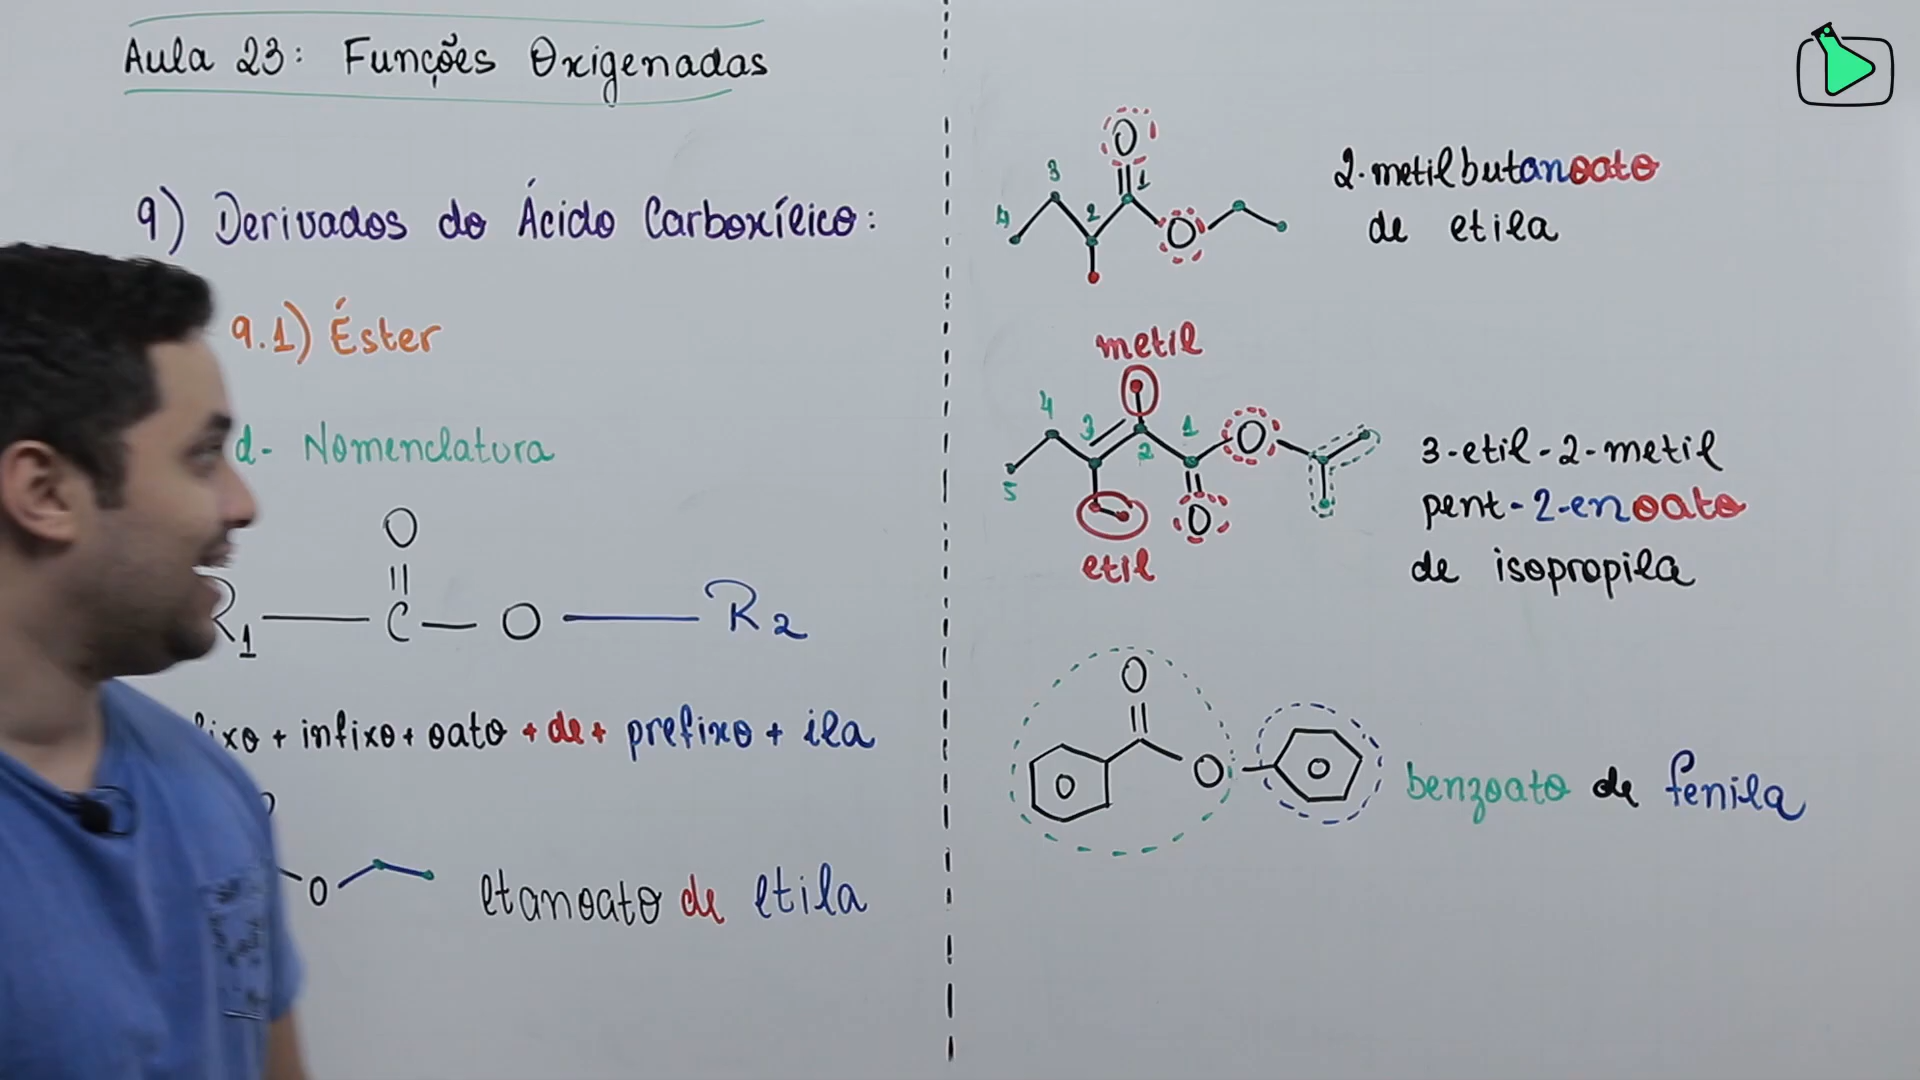 Aula 23: Funções Oxigenadas
9) Derivados do Ácido Carboxílico:
9.1) Éster
d- Nomenclatura
O
R1 C O R2
ixo + infixo + oato + de + prefixo + ila
O
etanoato de etila
O
3 1
4 2
O
2-metilbutanoato
de etila
metil
4 3 1
5 2
O
O
etil
3-etil-2-metil
pent-2-enoato
de isopropila
O
O
benzoato de fenila